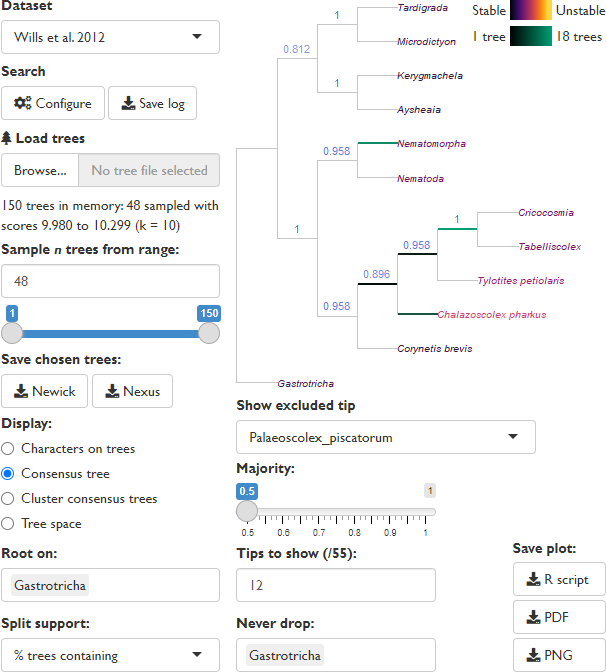 Dataset
Wills et al. 2012
Search
Configure
Save log
Load trees
Browse...
No tree file selected
150 trees in memory: 48 sampled with
scores 9.980 to 10.299 (k = 10)
Sample n trees from range:
48
1
150
Save chosen trees:
Newick
Nexus
Display:
Characters on trees
Consensus tree
Cluster consensus trees
Tree space
Root on:
Gastrotricha
Split support:
% trees containing
Stable
Unstable
1 tree
18 trees
Tardigrada
1
Microdictyon
0.812
Kerygmachela
1
Aysheaia
Nematomorpha
0.958
Nematoda
1
Cricocosmia
1
Tabelliscolex
0.958
Tylotites petiolaris
0.896
Chalazoscolex pharkus
0.958
Corynetis brevis
Gastrotricha
Show excluded tip
Palaeoscolex_piscatorum
Majority:
0.5
1
0.5 0.6 0.7 0.8 0.9 1
Tips to show (/55):
12
Never drop:
Gastrotricha
Save plot:
R script
PDF
PNG